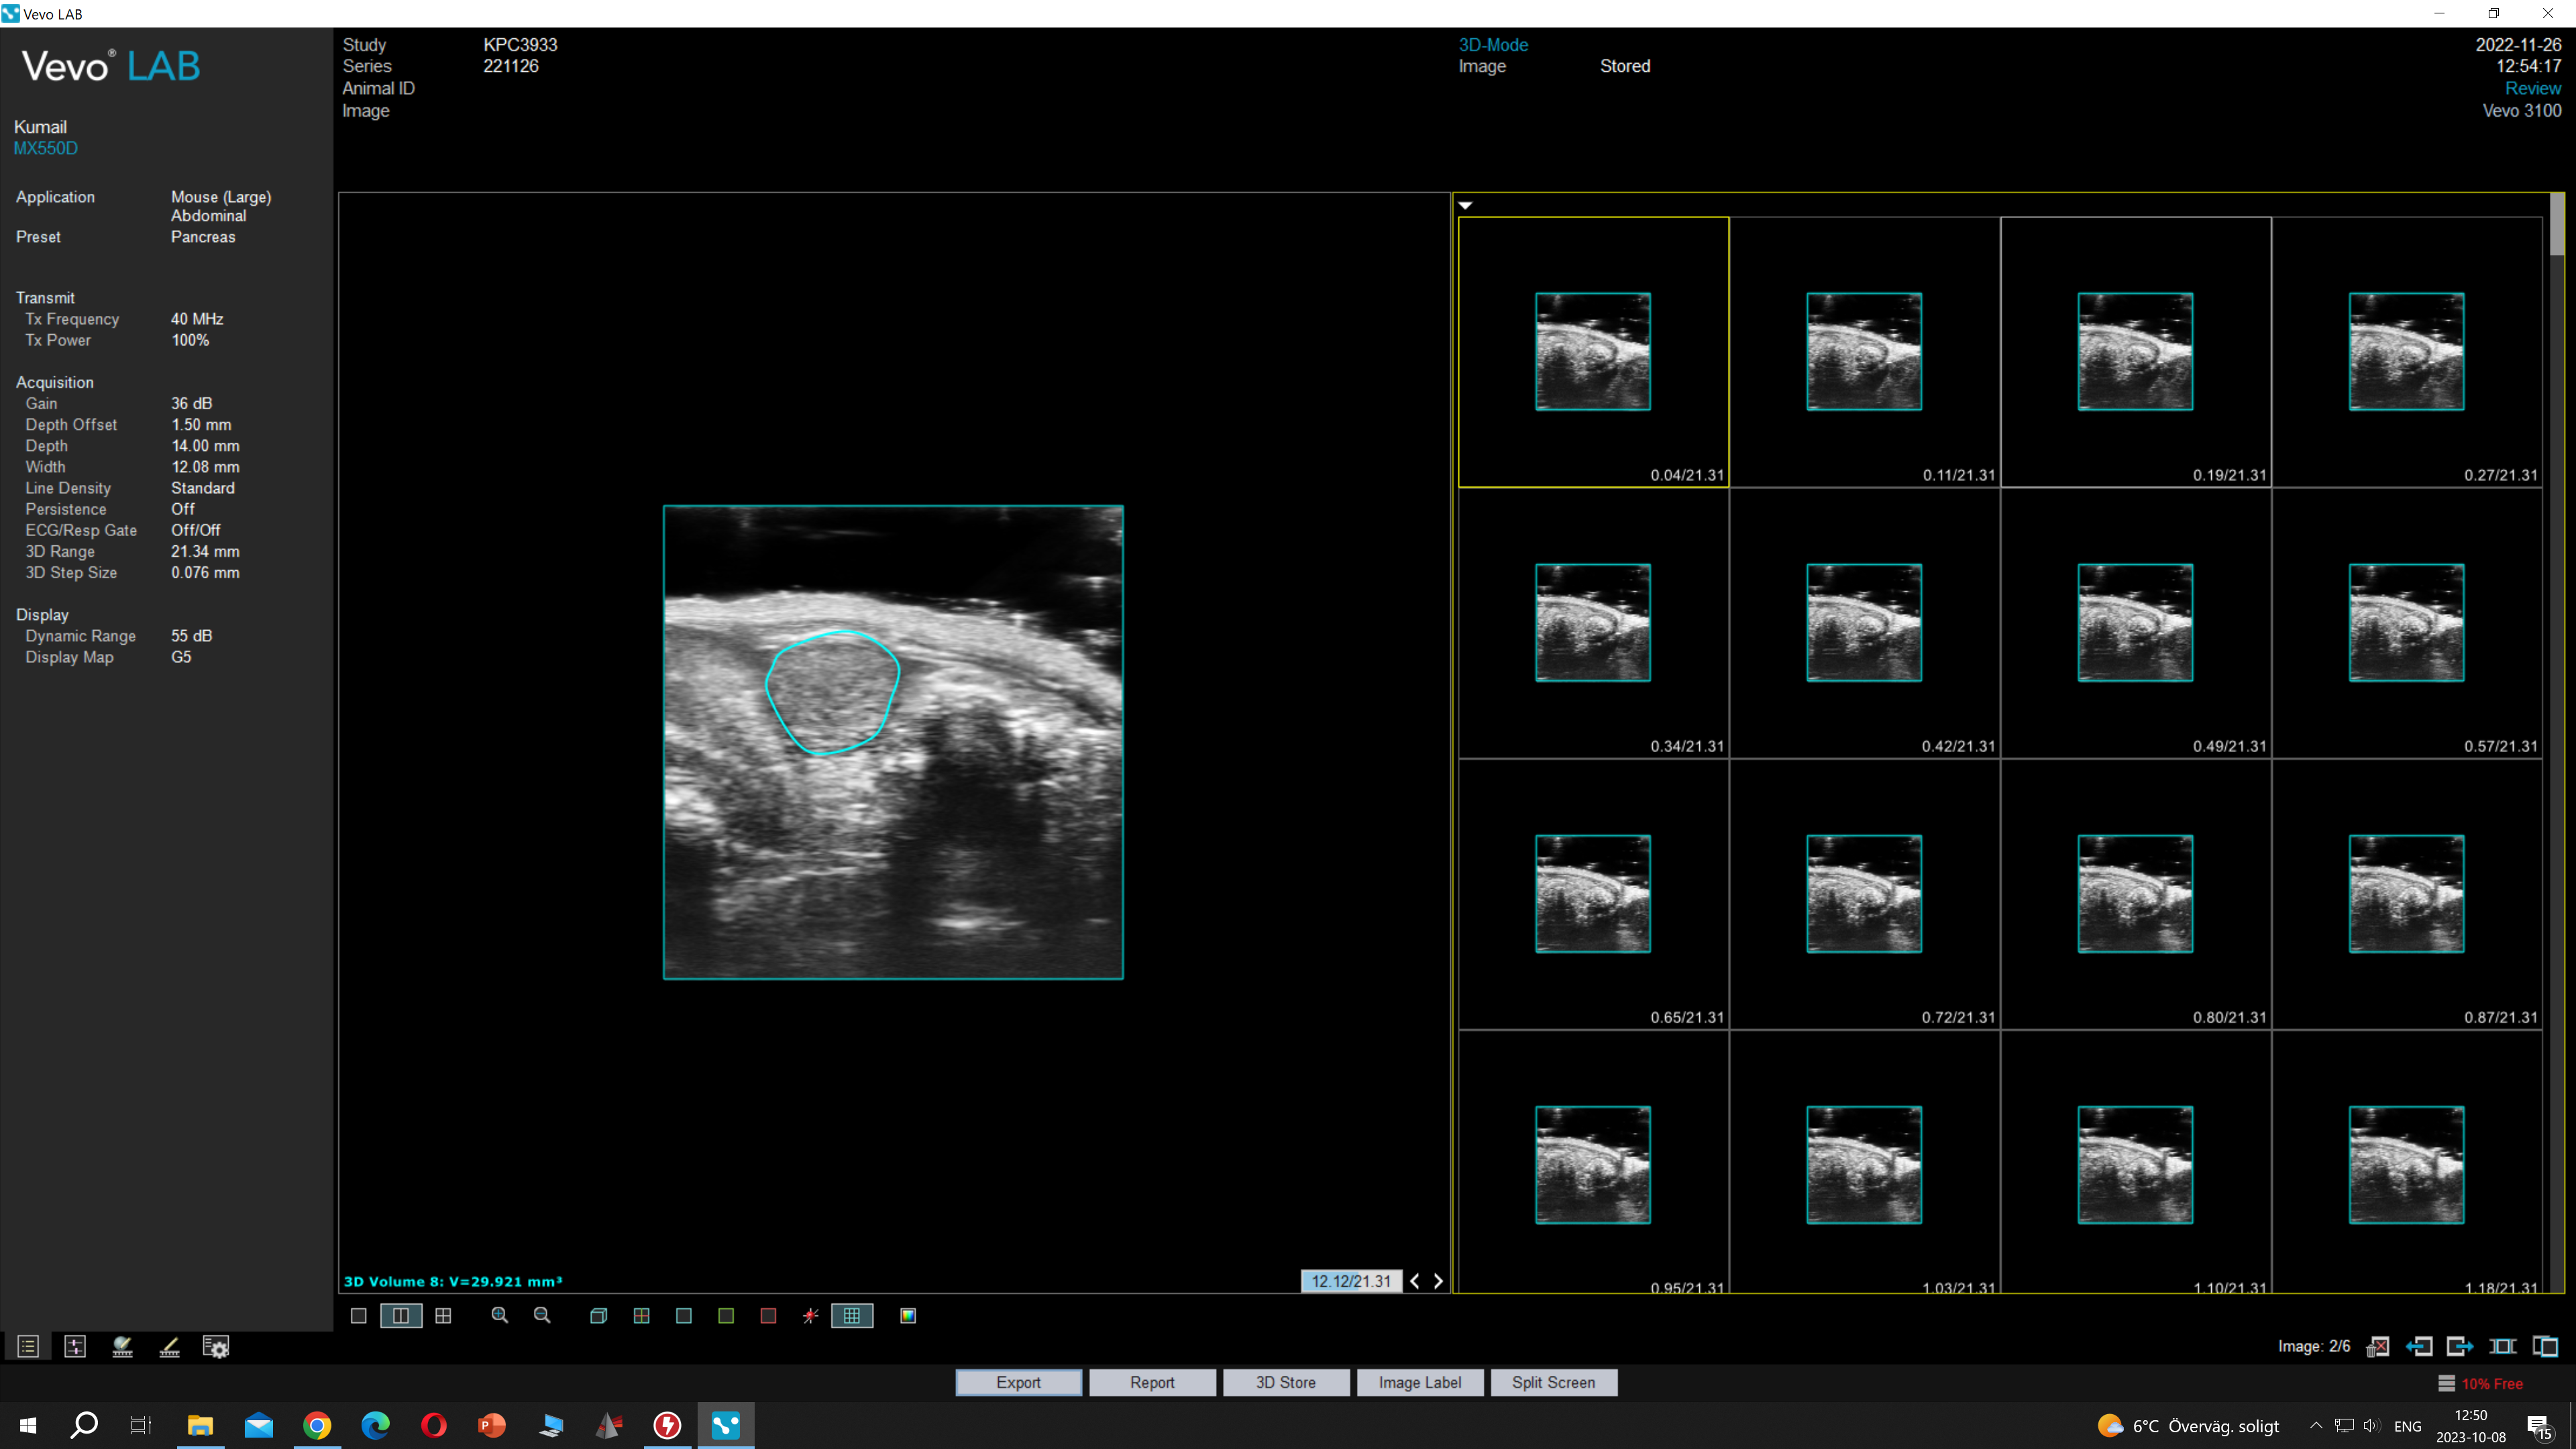 Vevo LAB
Vevo® LAB
Kumail
MX550D
Application Mouse (Large)
Abdominal
Preset Pancreas
Transmit
Tx Frequency 40 MHz
Tx Power 100%
Acquisition
Gain 36 dB
Depth Offset 1.50 mm
Depth 14.00 mm
Width 12.08 mm
Line Density Standard
Persistence Off
ECG/Resp Gate Off/Off
3D Range 21.34 mm
3D Step Size 0.076 mm
Display
Dynamic Range 55 dB
Display Map G5
Study KPC3933
Series 221126
Animal ID
Image
3D-Mode
Image Stored
2022-11-26
12:54:17
Review
Vevo 3100
0.04/21.31 0.11/21.31 0.19/21.31 0.27/21.31
0.34/21.31 0.42/21.31 0.49/21.31 0.57/21.31
0.65/21.31 0.72/21.31 0.80/21.31 0.87/21.31
0.95/21.31 1.03/21.31 1.10/21.31 1.18/21.31
3D Volume 8: V=29.921 mm³
12.12/21.31
Image: 2/6
Export Report 3D Store Image Label Split Screen
10% Free
6°C Överväg. soligt
ENG
12:50
2023-10-08
15